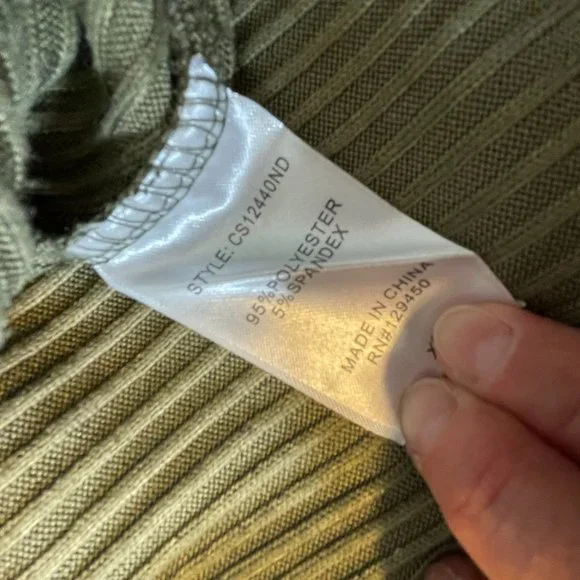 STYLE: CS12440ND
95%POLYESTER
5%SPANDEX
MADE IN CHINA
RN#129450